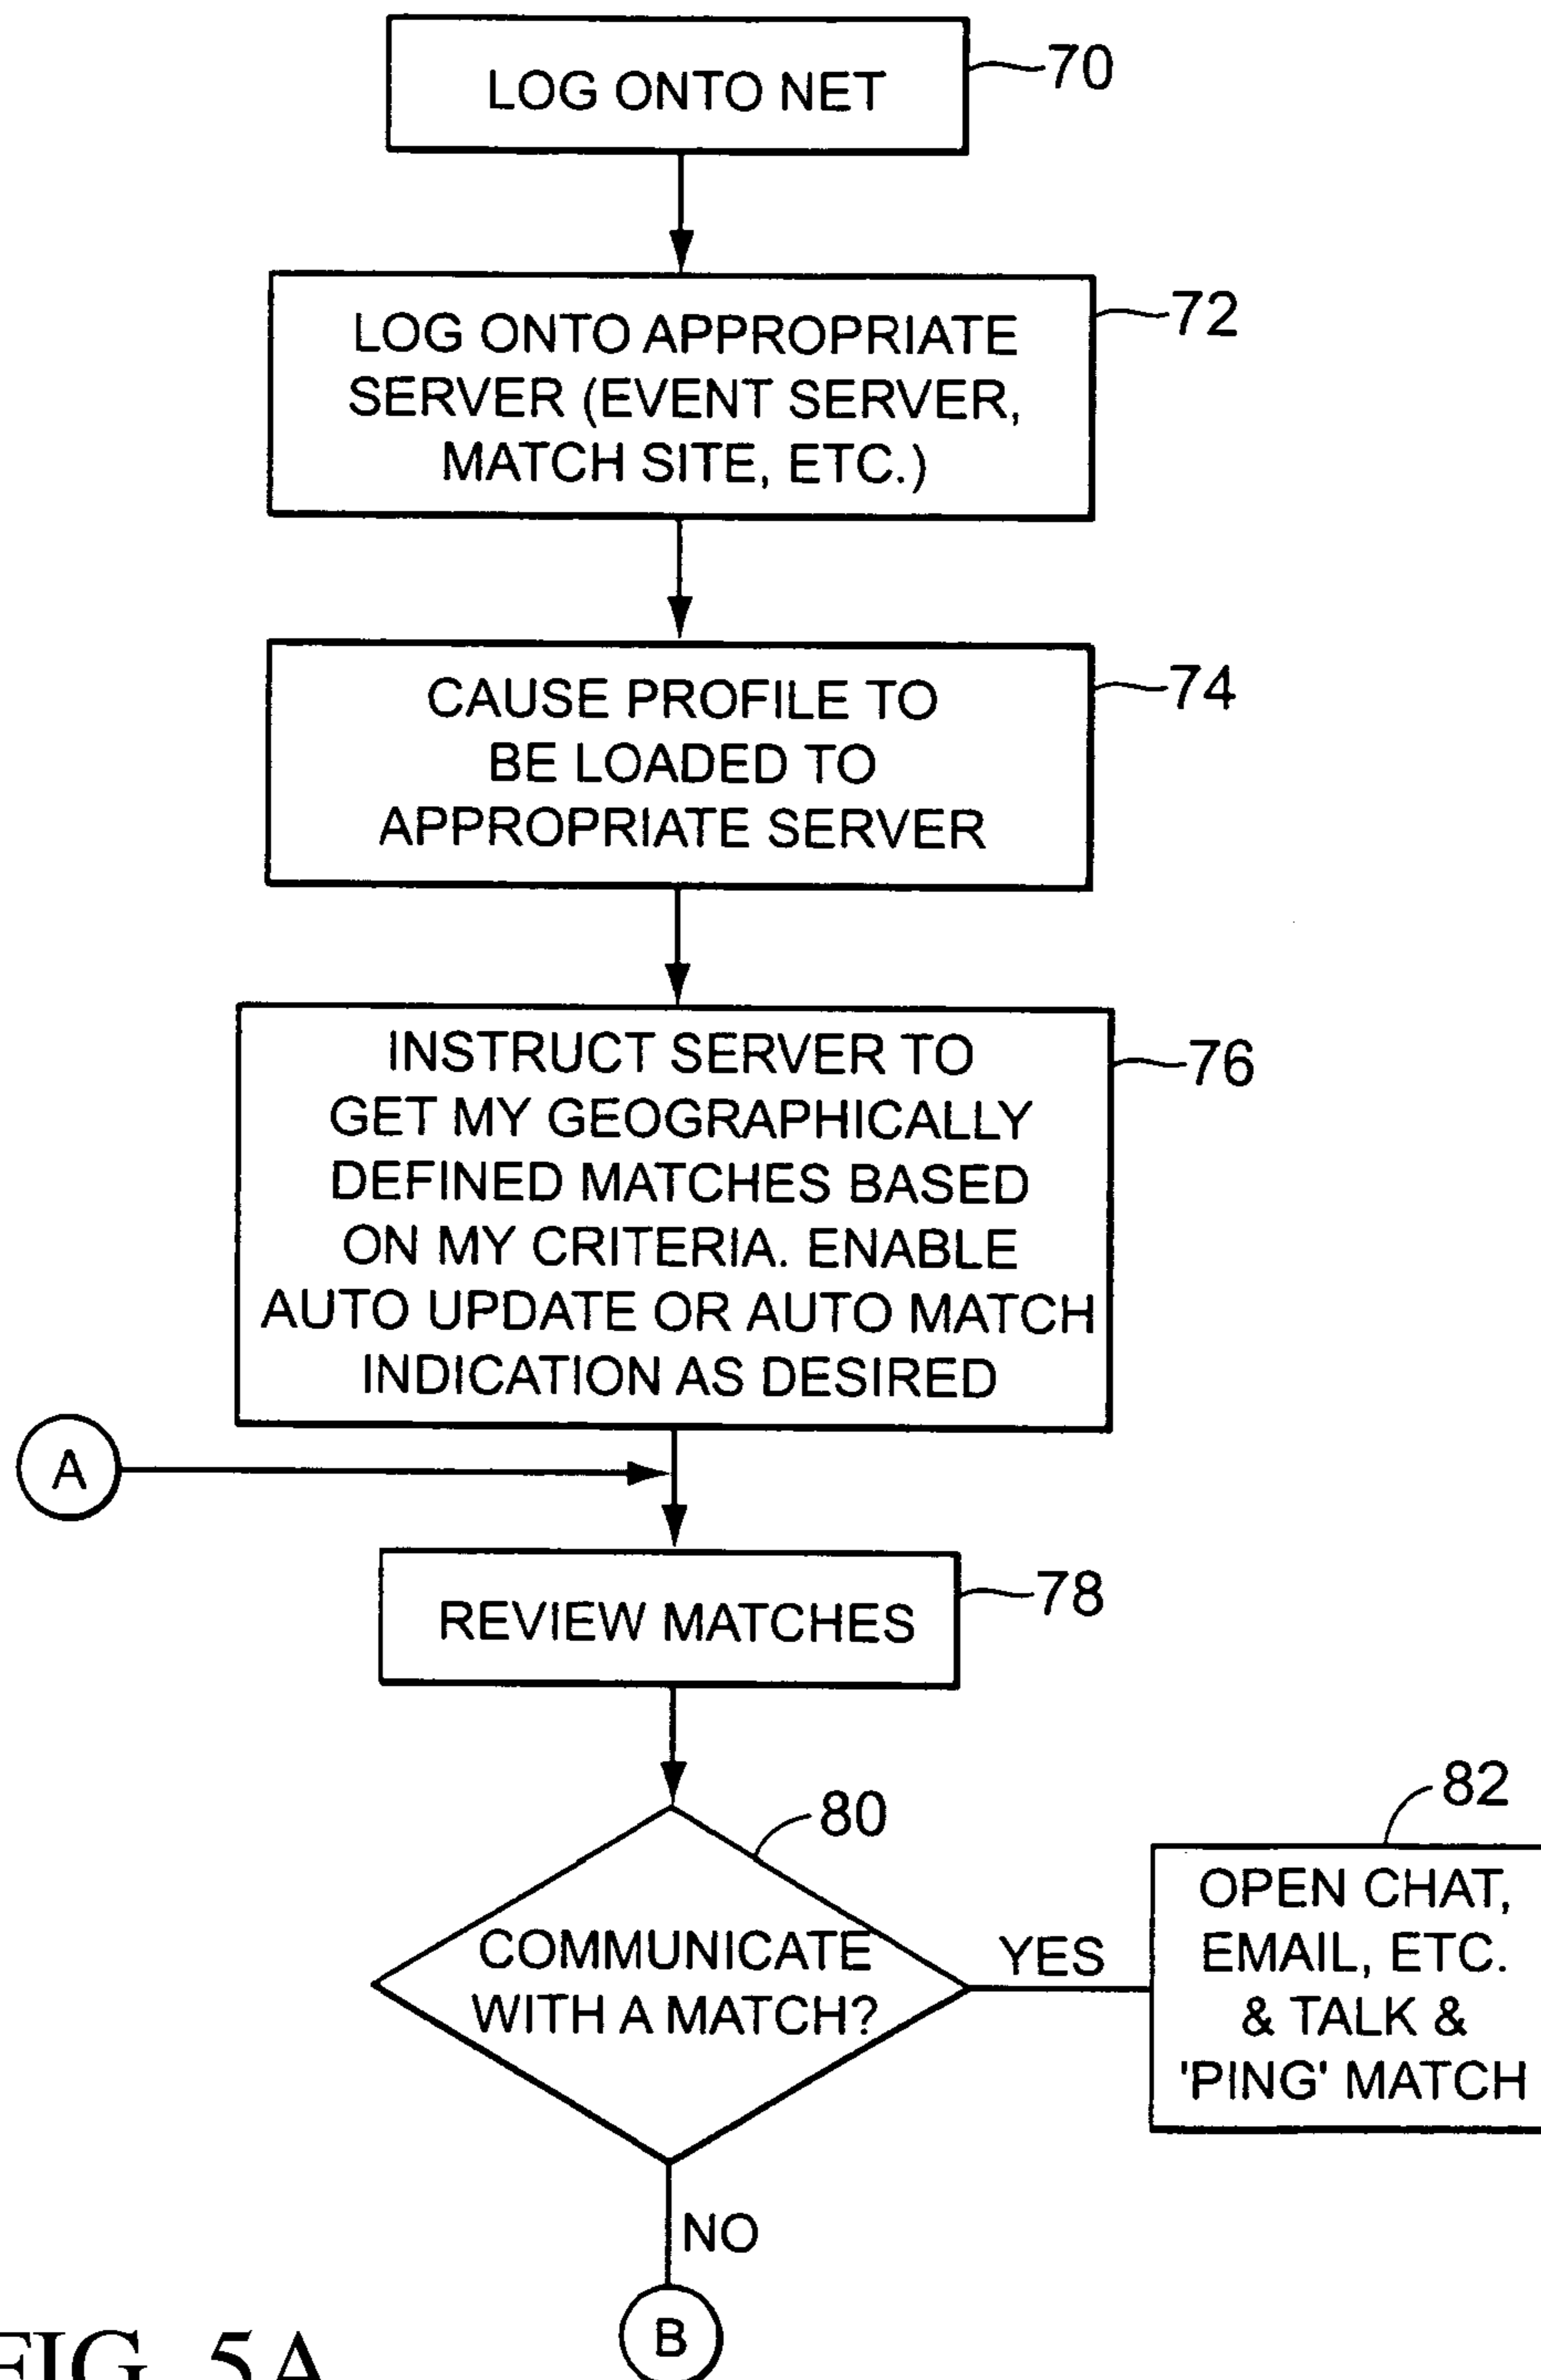 LOG ONTO NET
70
LOG ONTO APPROPRIATE
SERVER (EVENT SERVER,
MATCH SITE, ETC.)
72
CAUSE PROFILE TO
BE LOADED TO
APPROPRIATE SERVER
74
INSTRUCT SERVER TO
GET MY GEOGRAPHICALLY
DEFINED MATCHES BASED
ON MY CRITERIA. ENABLE
AUTO UPDATE OR AUTO MATCH
INDICATION AS DESIRED
76
A
REVIEW MATCHES
78
80
COMMUNICATE
WITH A MATCH?
YES
82
OPEN CHAT,
EMAIL, ETC.
& TALK &
'PING' MATCH
NO
B
FIG. 5A